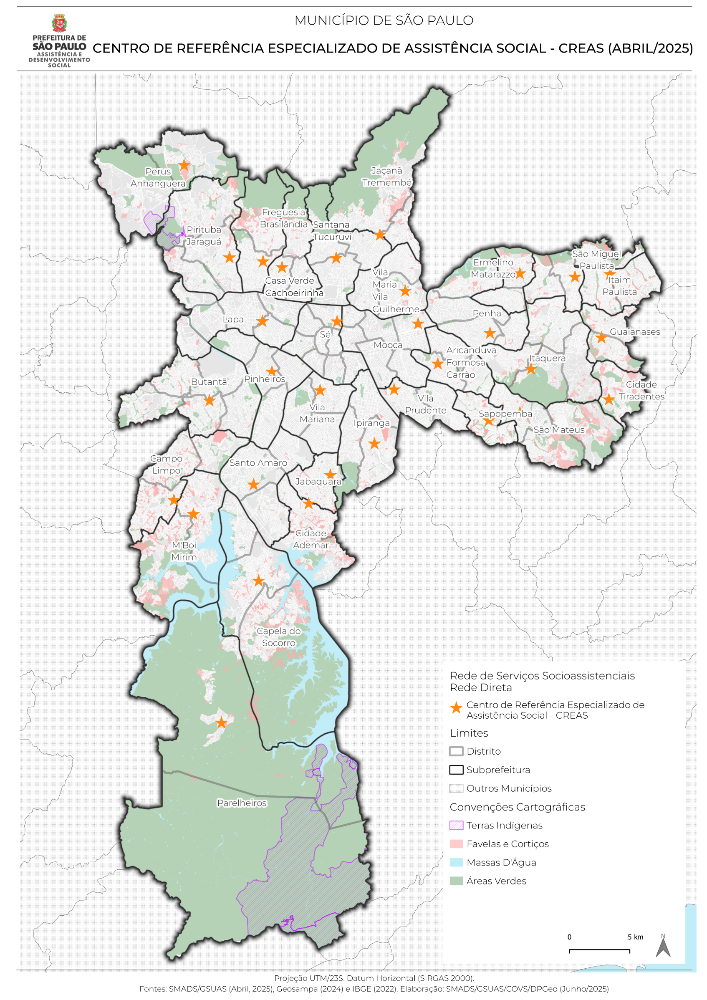 MUNICÍPIO DE SÃO PAULO
PREFEITURA DE
SÃO PAULO
ASSISTÊNCIA E
DESENVOLVIMENTO
SOCIAL
CENTRO DE REFERÊNCIA ESPECIALIZADO DE ASSISTÊNCIA SOCIAL - CREAS (ABRIL/2025)
Perus
Anhanguera
Jaçanã
Tremembé
Pirituba
Jaraguá
Freguesia
Brasilândia
Santana
Tucuruvi
Casa Verde
Cachoeirinha
Vila
Maria
Vila
Guilherme
Ermelino
Matarazzo
São Miguel
Paulista
Itaim
Paulista
Lapa
Sé
Mooca
Penha
Guaianases
Aricanduva
Formosa
Carrão
Itaquera
Butantã
Pinheiros
Cidade
Tiradentes
Vila
Mariana
Vila
Prudente
Ipiranga
Sapopemba
São Mateus
Campo
Limpo
Santo Amaro
Jabaquara
M'Boi
Mirim
Cidade
Ademar
Capela do
Socorro
Parelheiros
Rede de Serviços Socioassistenciais
Rede Direta
Centro de Referência Especializado de
Assistência Social - CREAS
Limites
Distrito
Subprefeitura
Outros Municípios
Convenções Cartográficas
Terras Indígenas
Favelas e Cortiços
Massas D'Água
Áreas Verdes
0 5 km
N
Projeção UTM/23S. Datum Horizontal (SIRGAS 2000).
Fontes: SMADS/GSUAS (Abril, 2025), Geosampa (2024) e IBGE (2022). Elaboração: SMADS/GSUAS/COVS/DPGeo (Junho/2025)